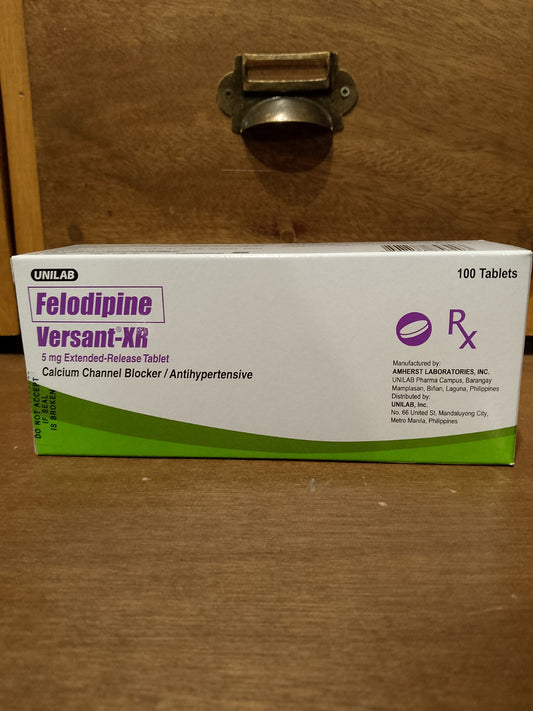 UNILAB
100 Tablets
Felodipine
Versant®-XR
5 mg Extended-Release Tablet
Calcium Channel Blocker / Antihypertensive
Rx
Manufactured by:
AMHERST LABORATORIES, INC.
UNILAB Pharma Campus, Barangay
Mamplasan, Biñan, Laguna, Philippines
Distributed by:
UNILAB, Inc.
No. 66 United St. Mandaluyong City,
Metro Manila, Philippines
DO NOT ACCEPT
IF SEAL
IS BROKEN